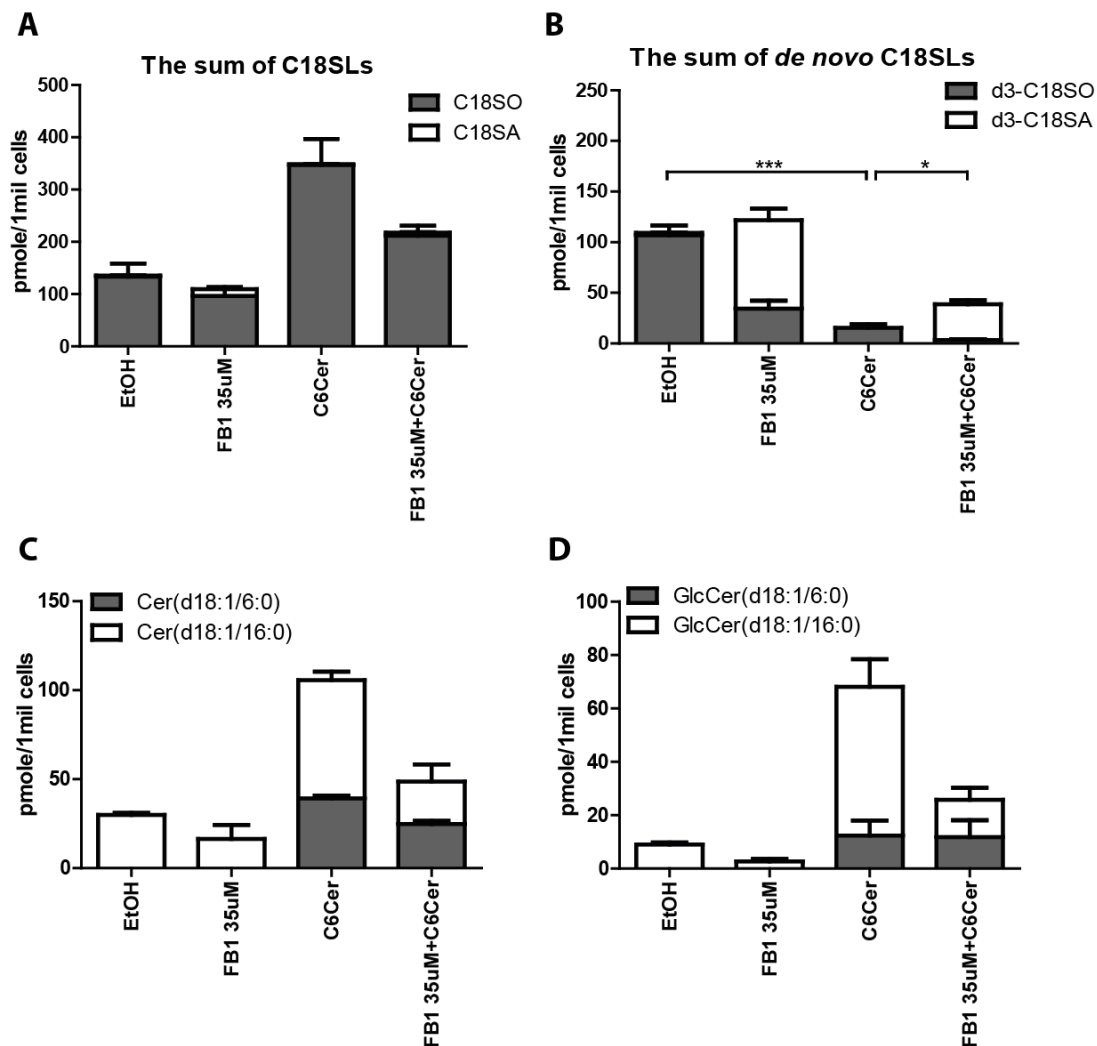 A
The sum of C18SLs
500
400
300
200
100
0
pmole/1mil cells
C18SO
C18SA
EtOH
FB1 35uM
C6Cer
FB1 35uM+C6Cer
B
The sum of de novo C18SLs
250
200
150
100
50
0
pmole/1mil cells
d3-C18SO
d3-C18SA
***
*
EtOH
FB1 35uM
C6Cer
FB1 35uM+C6Cer
C
150
100
50
0
pmole/1mil cells
Cer(d18:1/6:0)
Cer(d18:1/16:0)
EtOH
FB1 35uM
C6Cer
FB1 35uM+C6Cer
D
100
80
60
40
20
0
pmole/1mil cells
GlcCer(d18:1/6:0)
GlcCer(d18:1/16:0)
EtOH
FB1 35uM
C6Cer
FB1 35uM+C6Cer